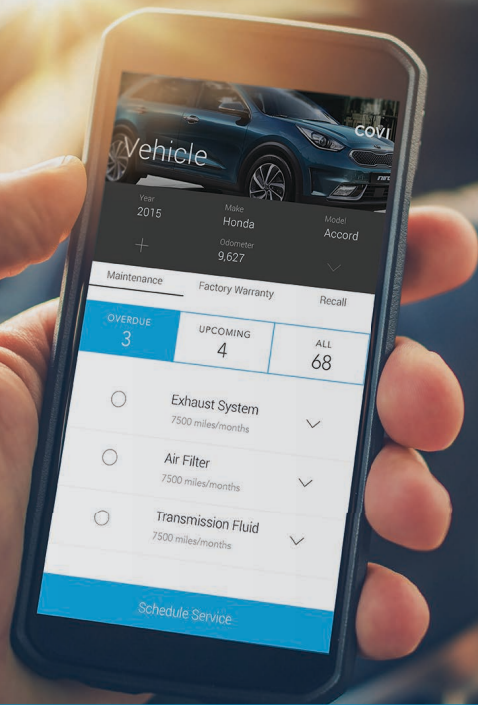 COVI
Vehicle
Year
2015
Make
Honda
Model
Accord
Odometer
9,627
Maintenance
Factory Warranty
Recall
OVERDUE
3
UPCOMING
4
ALL
68
Exhaust System
7500 miles/months
Air Filter
7500 miles/months
Transmission Fluid
7500 miles/months
Schedule Service